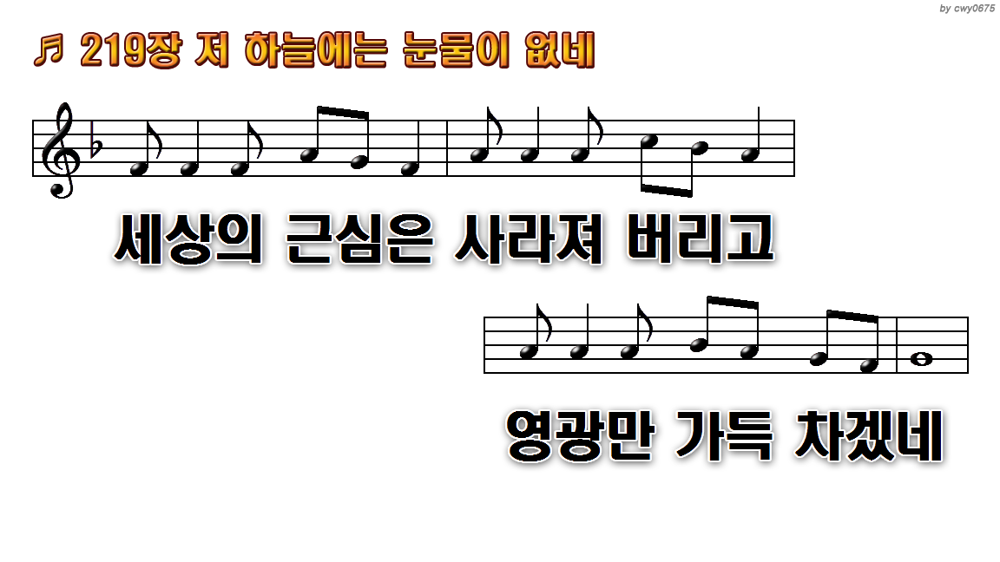 by cwy0675
♬ 219장 저 하늘에는 눈물이 없네
세상의 근심은 사라져 버리고
영광만 가득 차겠네